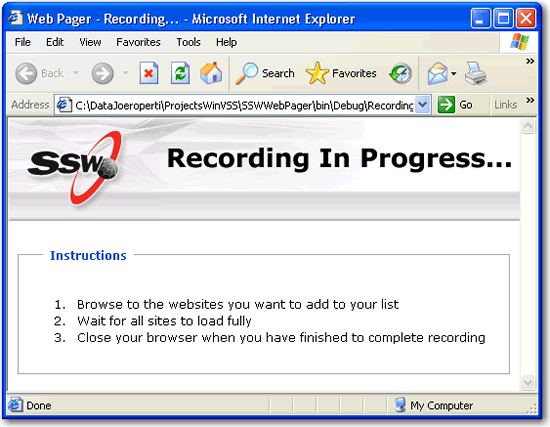 Web Pager - Recording... - Microsoft Internet Explorer
File Edit View Favorites Tools Help
Back Search Favorites
Address C:\DataJoeroperti\ProjectsWinVSS\SSWWebPager\bin\Debug\Recording Go Links
SSW Recording In Progress...
Instructions
1. Browse to the websites you want to add to your list
2. Wait for all sites to load fully
3. Close your browser when you have finished to complete recording
Done My Computer